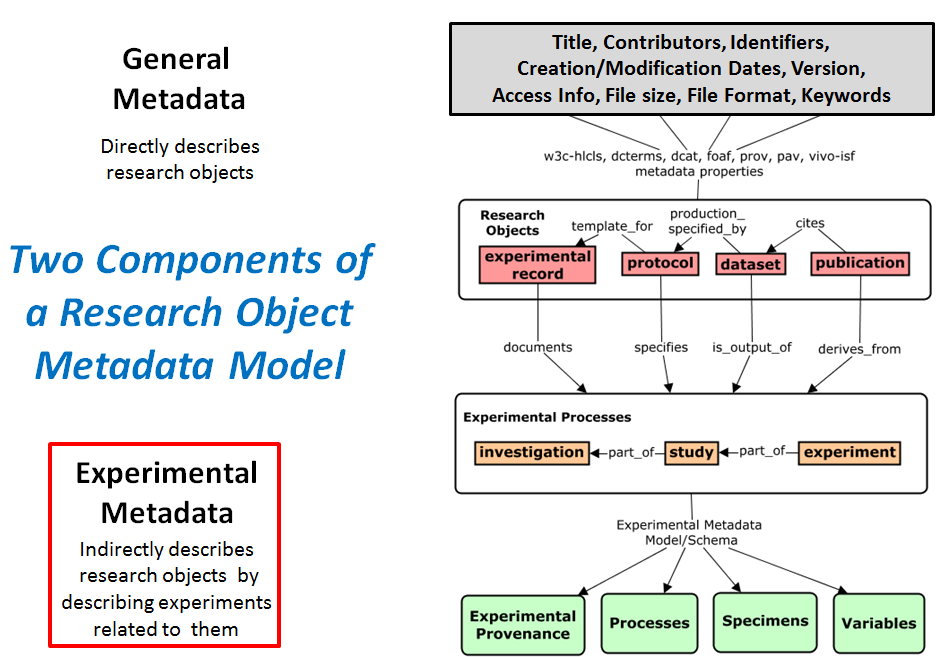 General
Metadata
Directly describes
research objects
Two Components of
a Research Object
Metadata Model
Experimental
Metadata
Indirectly describes
research objects by
describing experiments
related to them
Title, Contributors, Identifiers,
Creation/Modification Dates, Version,
Access Info, File size, File Format, Keywords
w3c-hlcls, dcterms, dcat, foaf, prov, pav, vivo-isf
metadata properties
Research
Objects
template_for
production_
specified_by
cites
experimental
record
protocol
dataset
publication
documents
specifies
is_output_of
derives_from
Experimental Processes
investigation
part_of
study
part_of
experiment
Experimental Metadata
Model/Schema
Experimental
Provenance
Processes
Specimens
Variables